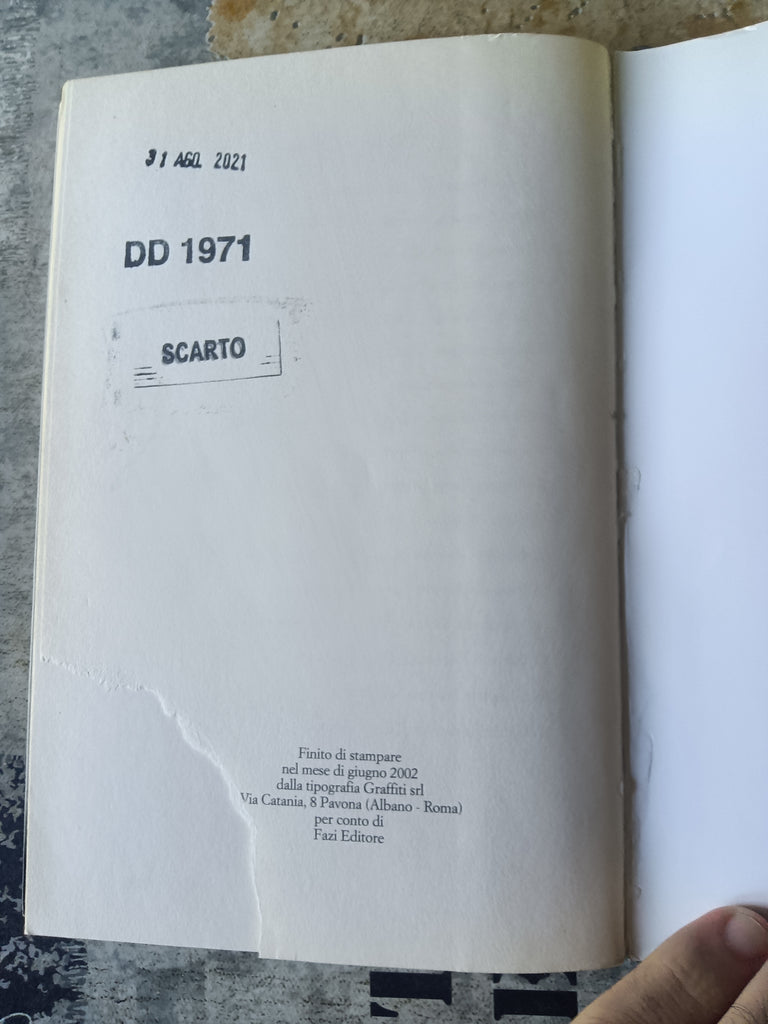 31 AGO. 2021
DD 1971
SCARTO
Finito di stampare
nel mese di giugno 2002
dalla tipografia Graffiti srl
Via Catania, 8 Pavona (Albano - Roma)
per conto di
Fazi Editore